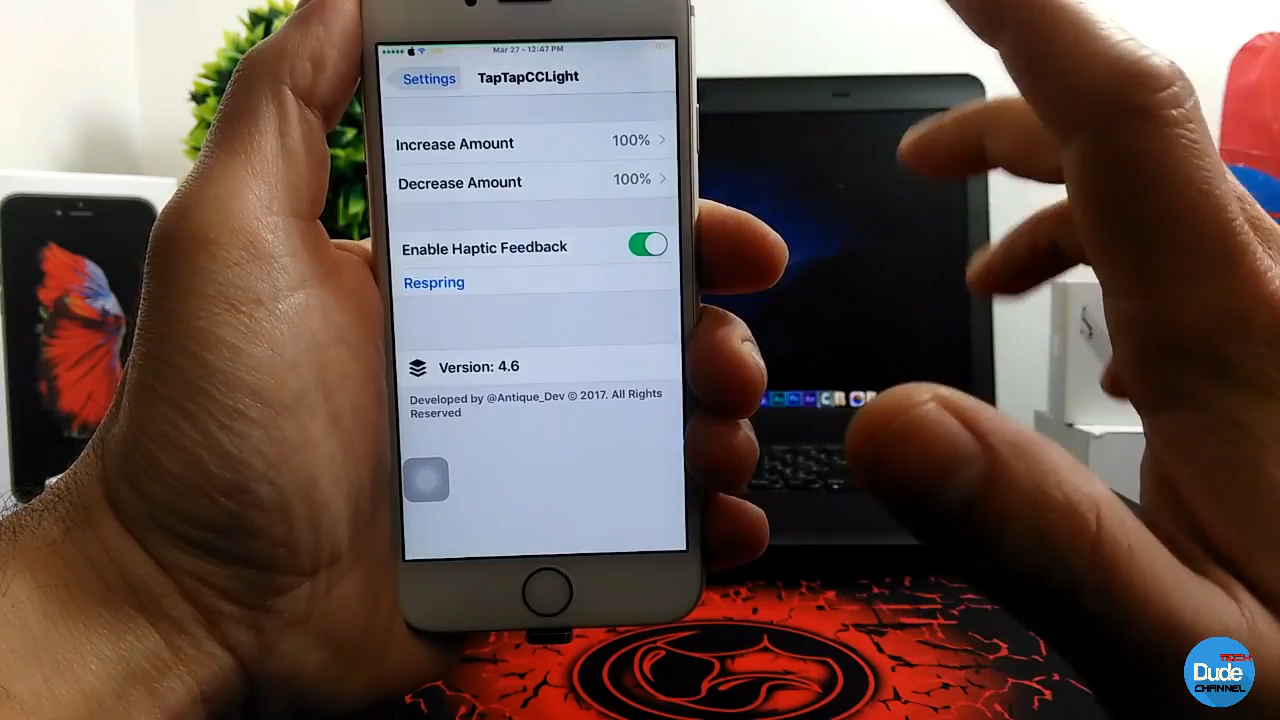 Mar 27 - 12:47 PM
Settings
TapTapCCLight
Increase Amount 100%
Decrease Amount 100%
Enable Haptic Feedback
Respring
Version: 4.6
Developed by @Antique_Dev © 2017. All Rights
Reserved
TECH
Dude
CHANNEL